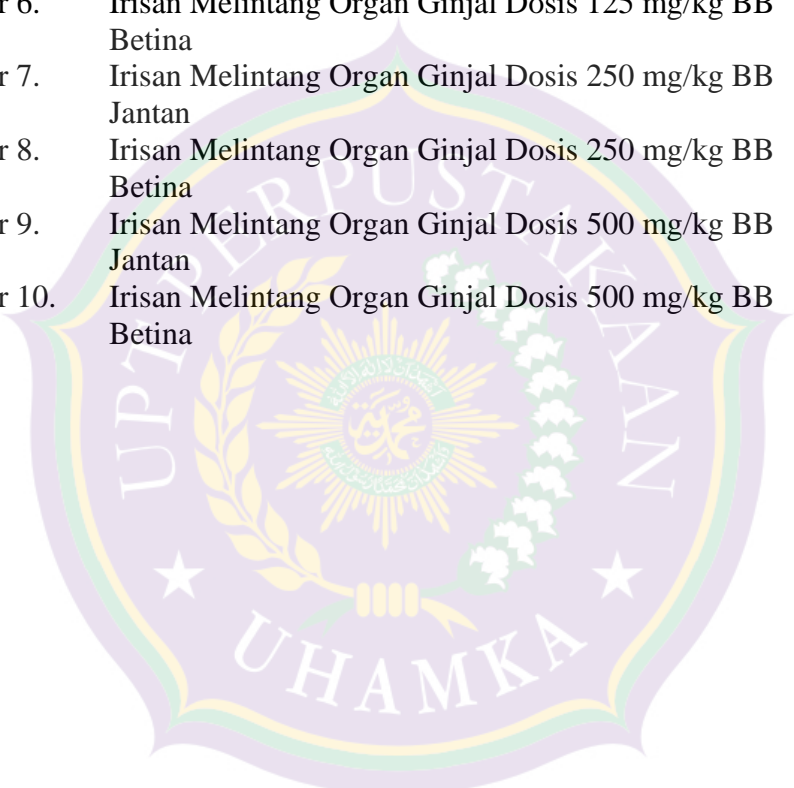 r 6. Irisan Melintang Organ Ginjal Dosis 125 mg/kg BB
Betina
r 7. Irisan Melintang Organ Ginjal Dosis 250 mg/kg BB
Jantan
r 8. Irisan Melintang Organ Ginjal Dosis 250 mg/kg BB
Betina
r 9. Irisan Melintang Organ Ginjal Dosis 500 mg/kg BB
Jantan
r 10. Irisan Melintang Organ Ginjal Dosis 500 mg/kg BB
Betina
UPT PERPUSTAKAAN
UHAMKA